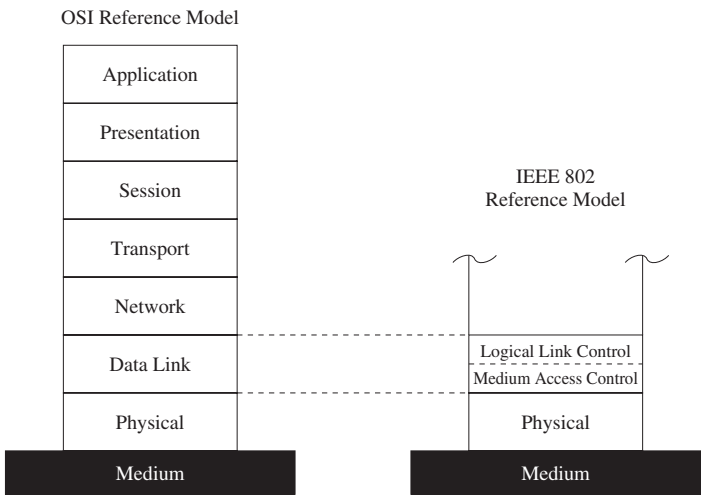 OSI Reference Model
Application
Presentation
Session
Transport
Network
Data Link
Physical
Medium
IEEE 802
Reference Model
Logical Link Control
Medium Access Control
Physical
Medium